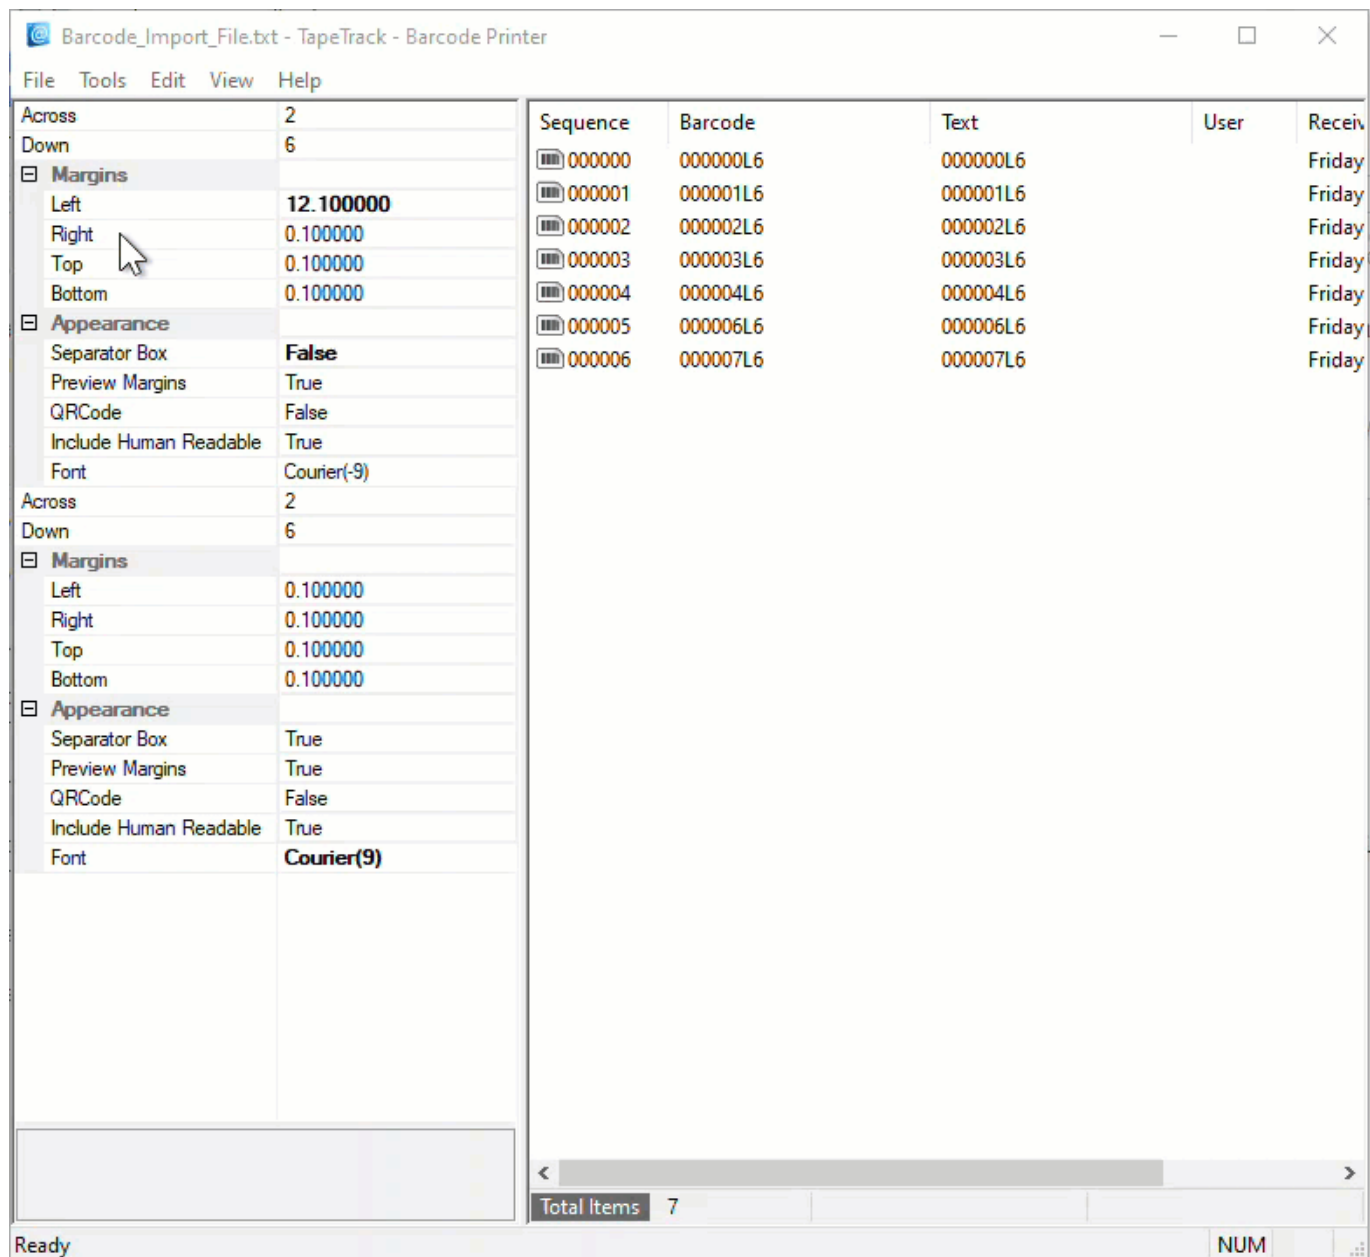 Barcode_Import_File.txt - TapeTrack - Barcode Printer
File Tools Edit View Help
Across 2
Down 6
Margins
Left 12.100000
Right 0.100000
Top 0.100000
Bottom 0.100000
Appearance
Separator Box False
Preview Margins True
QRCode False
Include Human Readable True
Font Courier(-9)
Across 2
Down 6
Margins
Left 0.100000
Right 0.100000
Top 0.100000
Bottom 0.100000
Appearance
Separator Box True
Preview Margins True
QRCode False
Include Human Readable True
Font Courier(9)
Sequence Barcode Text User Receiv
000000 000000L6 000000L6 Friday
000001 000001L6 000001L6 Friday
000002 000002L6 000002L6 Friday
000003 000003L6 000003L6 Friday
000004 000004L6 000004L6 Friday
000005 000006L6 000006L6 Friday
000006 000007L6 000007L6 Friday
Total Items 7
Ready NUM